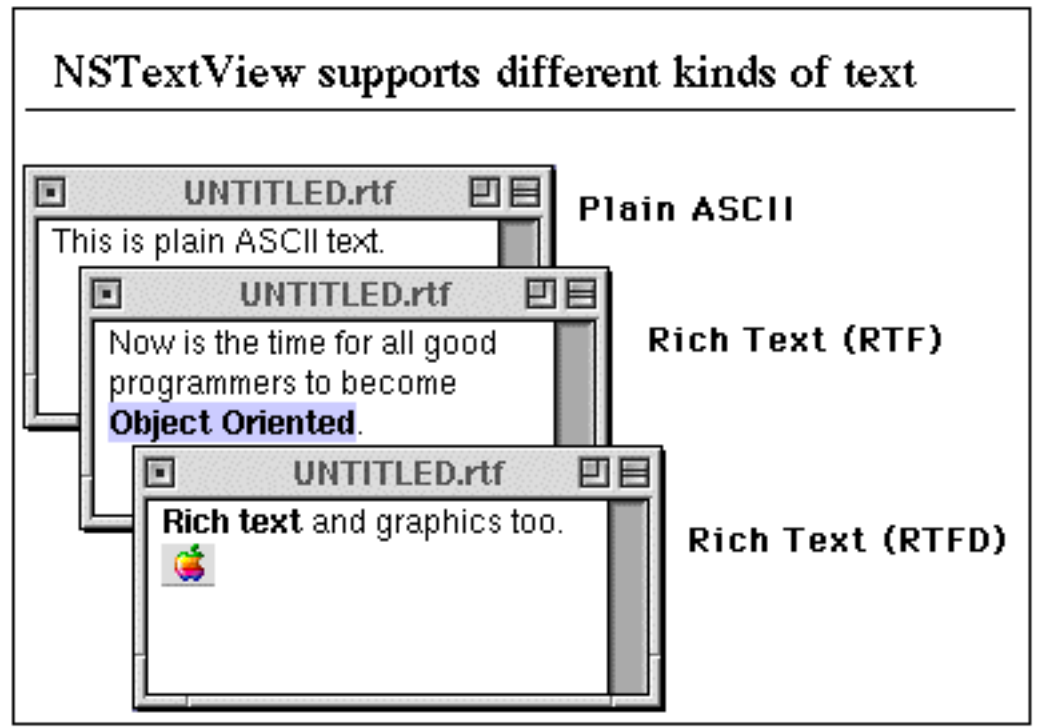 NSTextView supports different kinds of text
UNTITLED.rtf
Plain ASCII
This is plain ASCII text.
UNTITLED.rtf
Rich Text (RTF)
Now is the time for all good
programmers to become
Object Oriented.
UNTITLED.rtf
Rich text and graphics too.
Rich Text (RTFD)